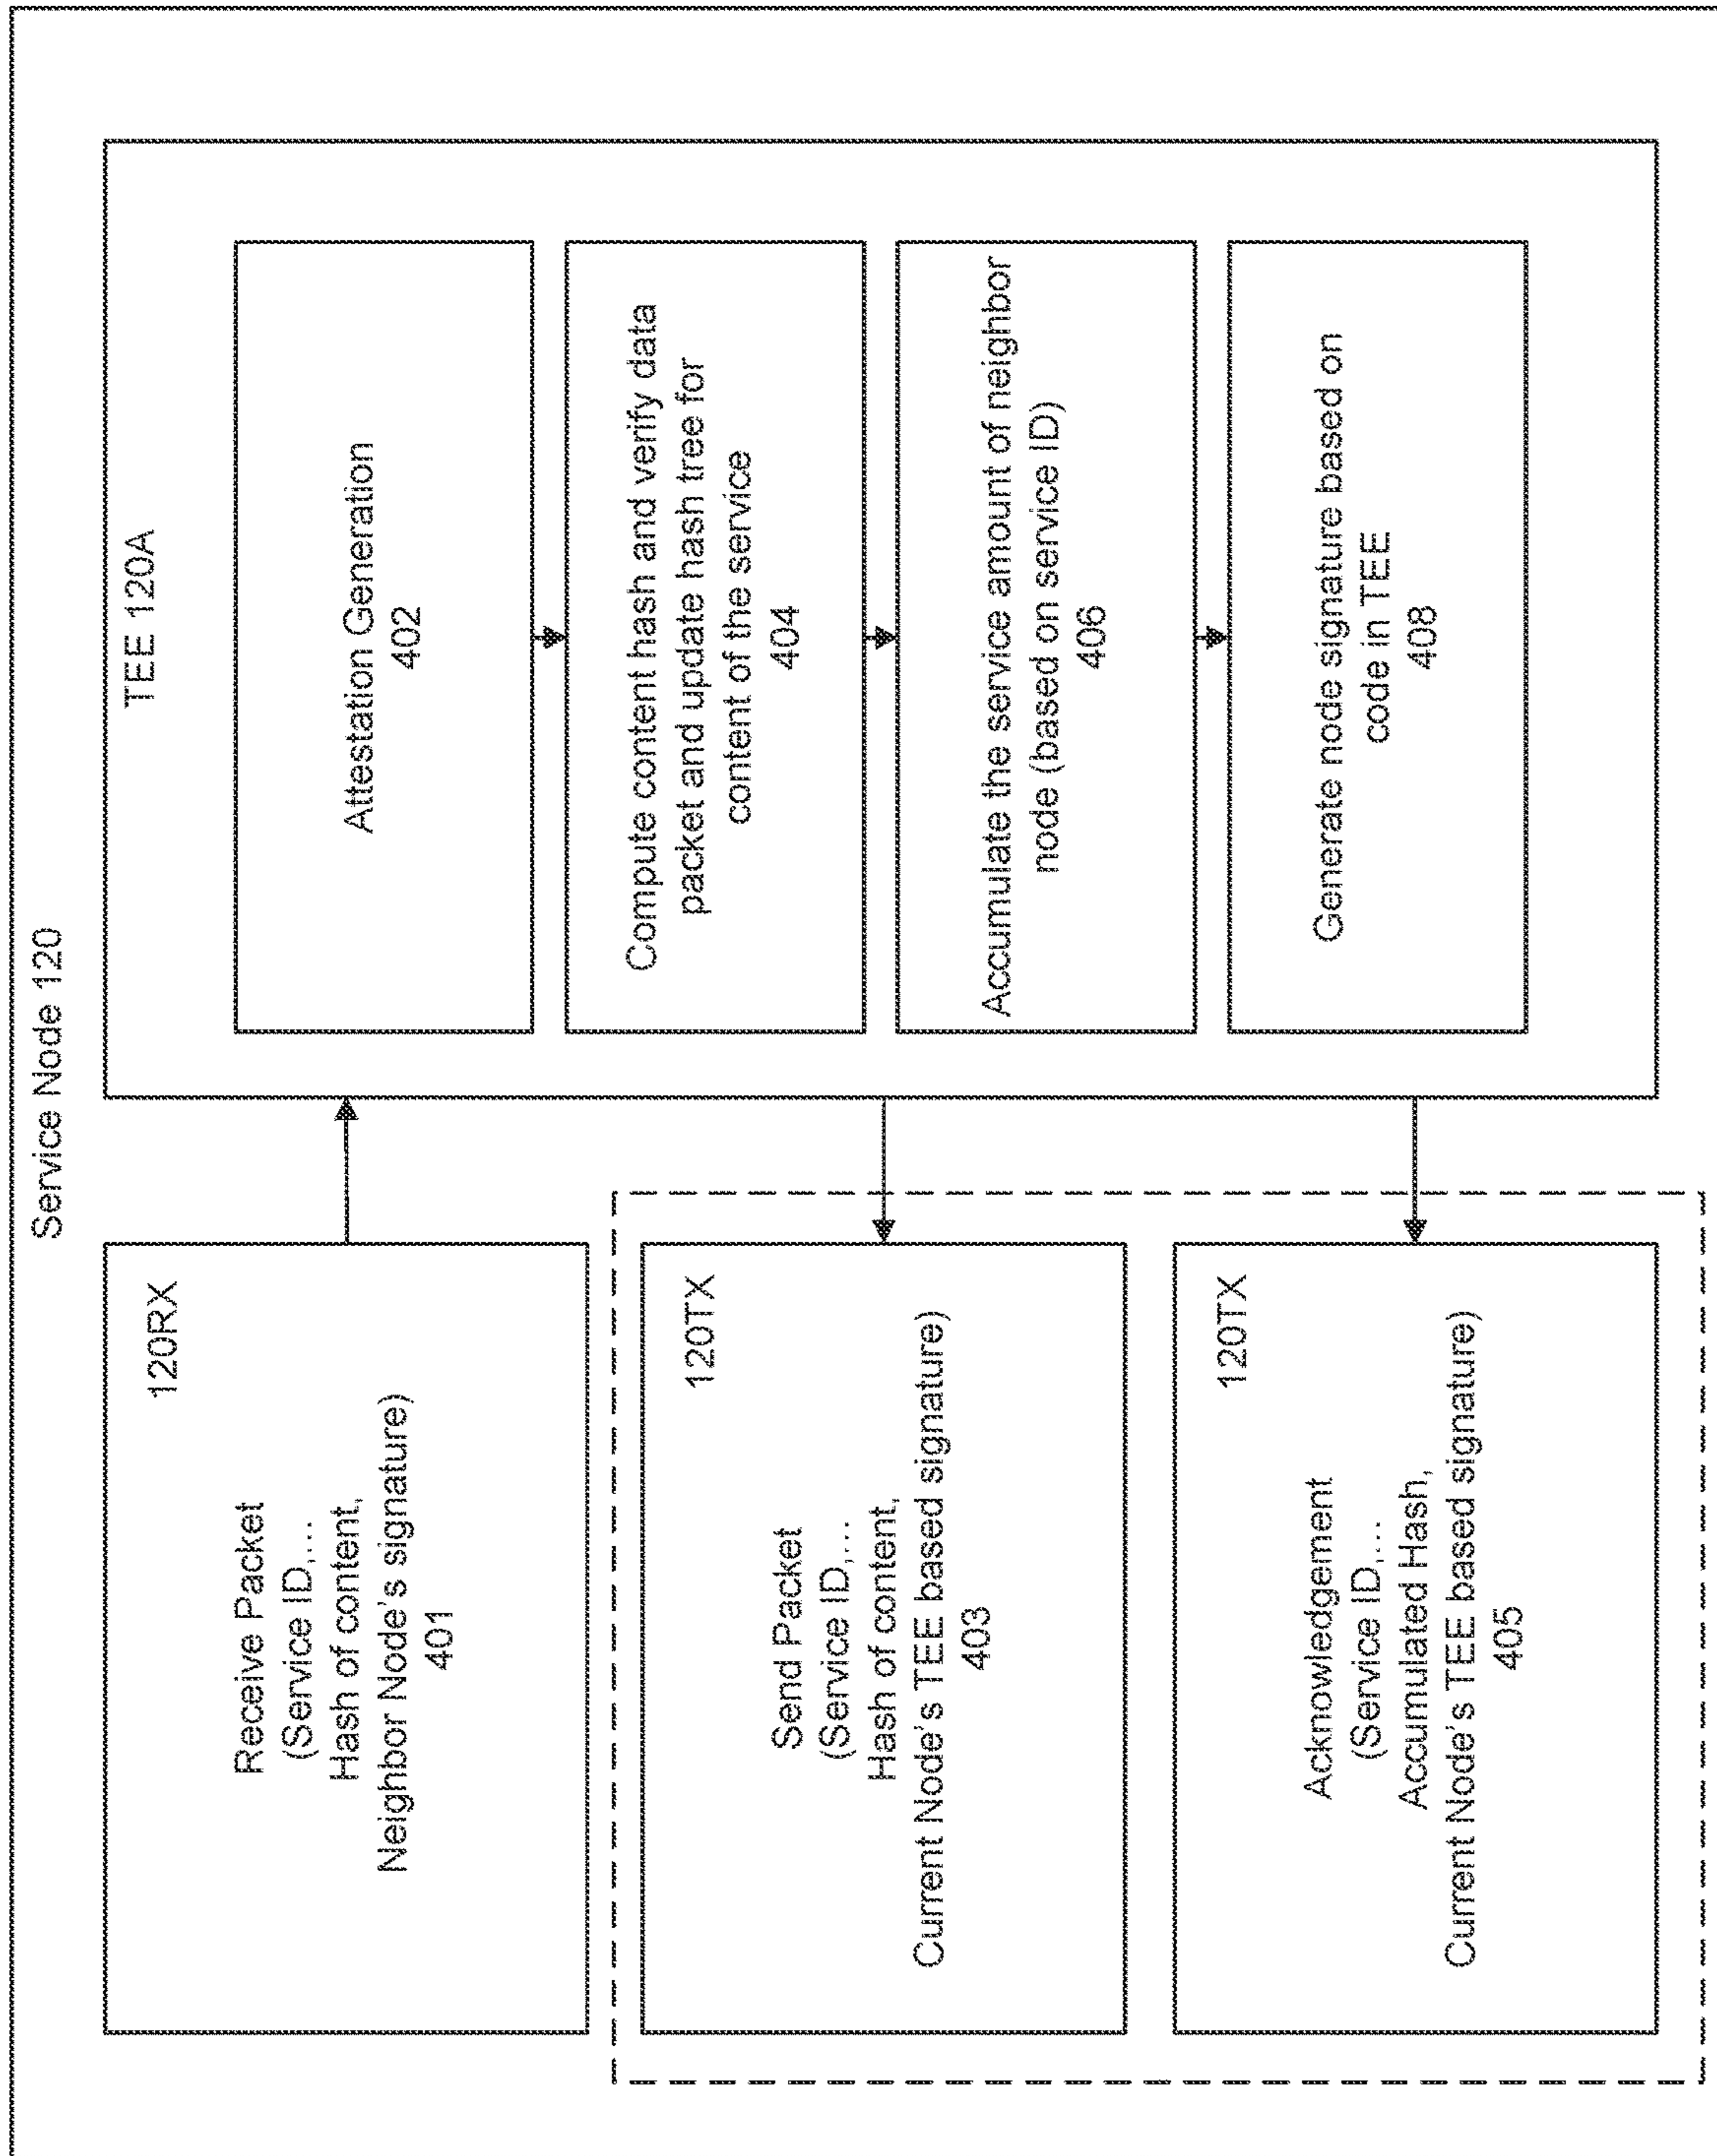 Service Node 120
120RX
Receive Packet
(Service ID,...
Hash of content,
Neighbor Node's signature)
401
120TX
Send Packet
(Service ID,...
Hash of content,
Current Node's TEE based signature)
403
120TX
Acknowledgement
(Service ID,...
Accumulated Hash,
Current Node's TEE based signature)
405
TEE 120A
Attestation Generation
402
Compute content hash and verify data
packet and update hash tree for
content of the service
404
Accumulate the service amount of neighbor
node (based on service ID)
406
Generate node signature based on
code in TEE
408